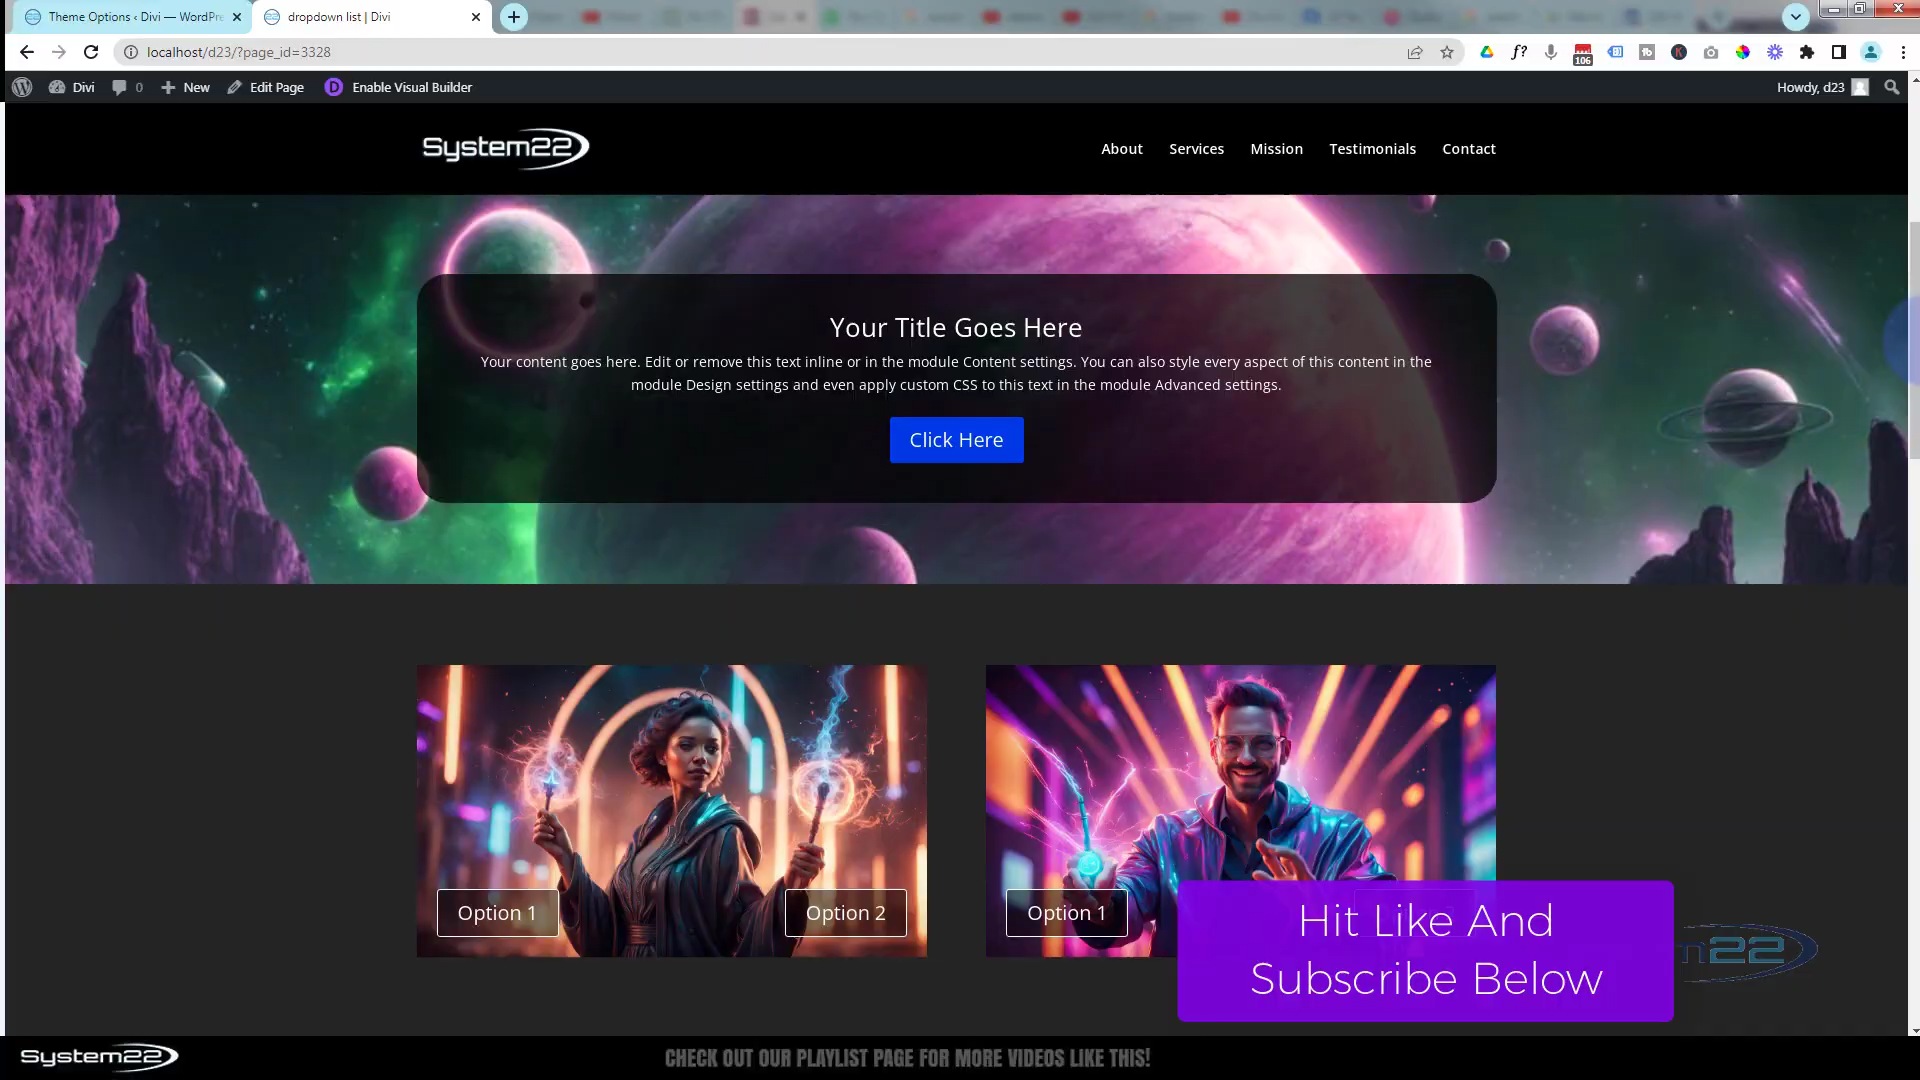 Theme Options ‹ Divi — WordPre
dropdown list | Divi
localhost/d23/?page_id=3328
106
Divi
0
New
Edit Page
Enable Visual Builder
Howdy, d23
System22
About
Services
Mission
Testimonials
Contact
Your Title Goes Here
Your content goes here. Edit or remove this text inline or in the module Content settings. You can also style every aspect of this content in the
module Design settings and even apply custom CSS to this text in the module Advanced settings.
Click Here
Option 1
Option 2
Option 1
Hit Like And
Subscribe Below
System22
CHECK OUT OUR PLAYLIST PAGE FOR MORE VIDEOS LIKE THIS!